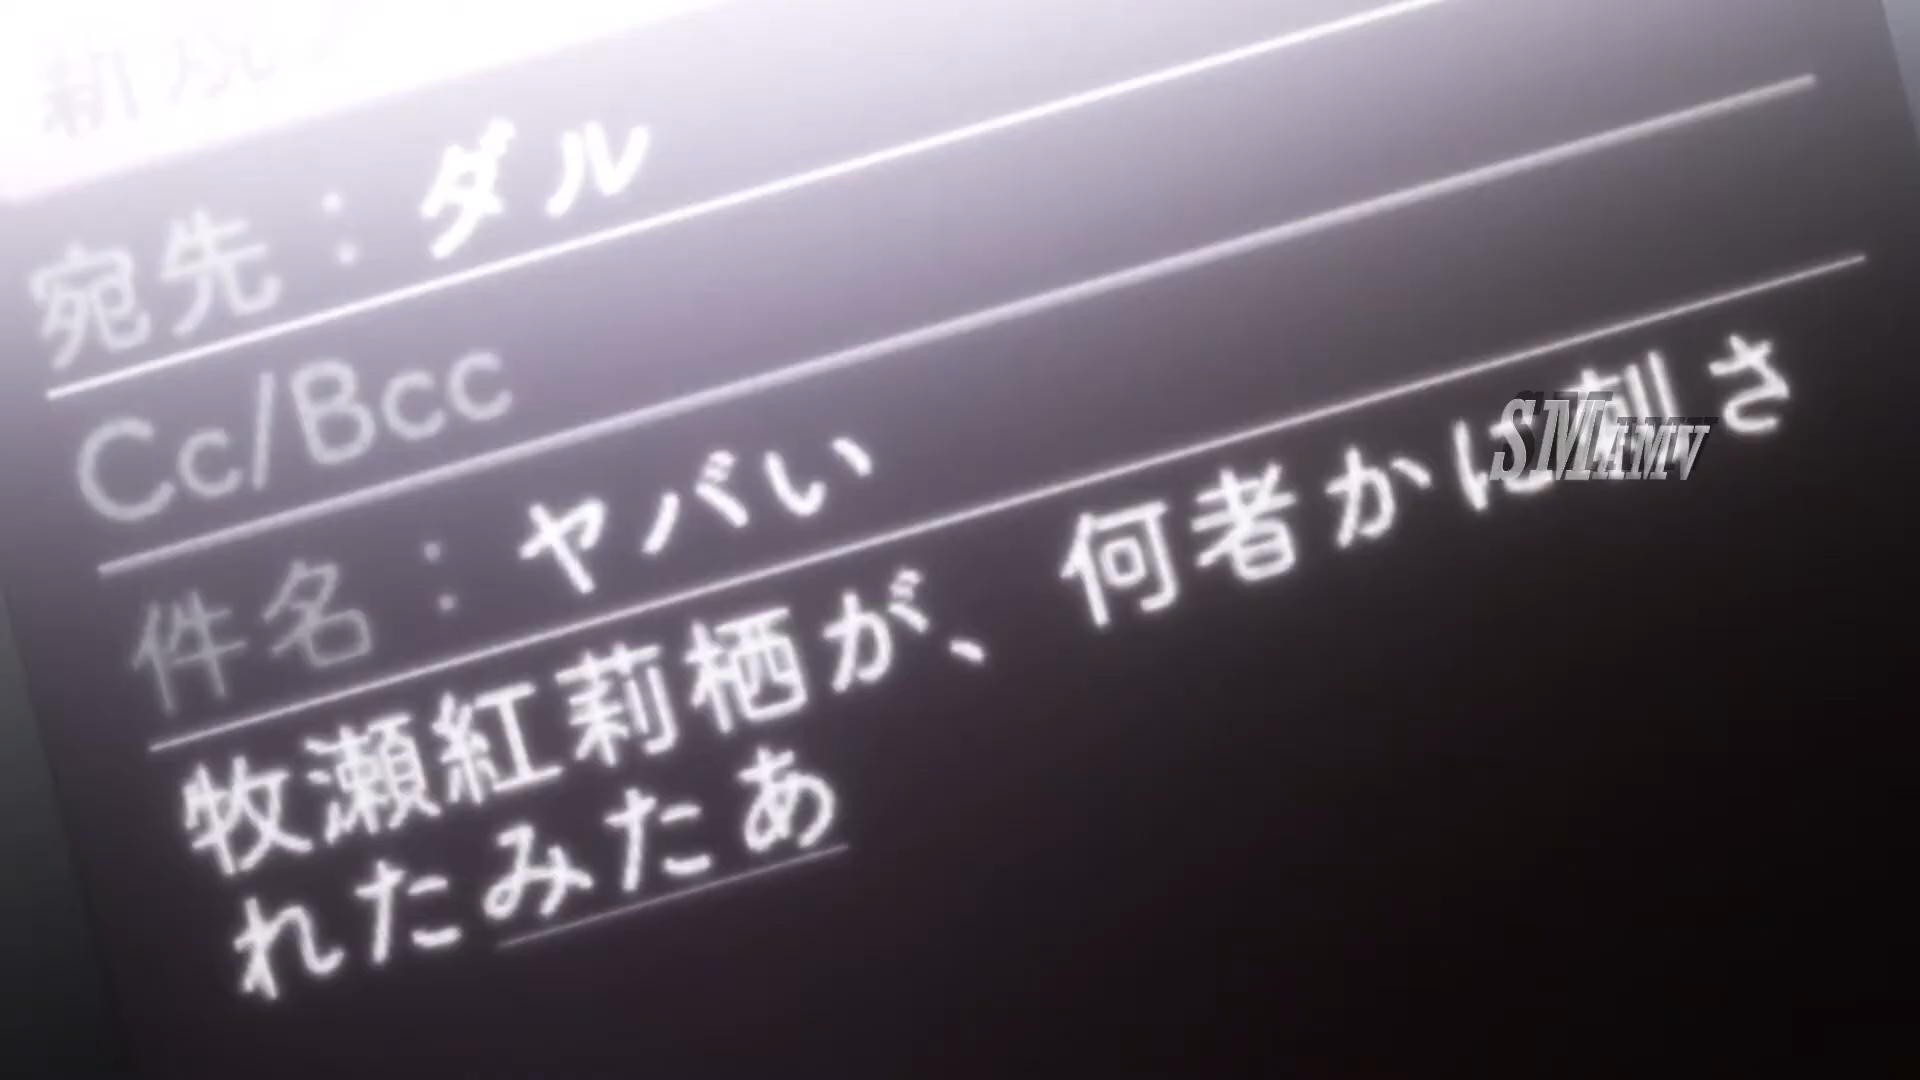 宛先：ダル
Cc/Bcc
件名：ヤバい
牧瀬紅莉栖が、何者かに刺さ
れたみたあ
SMAMV